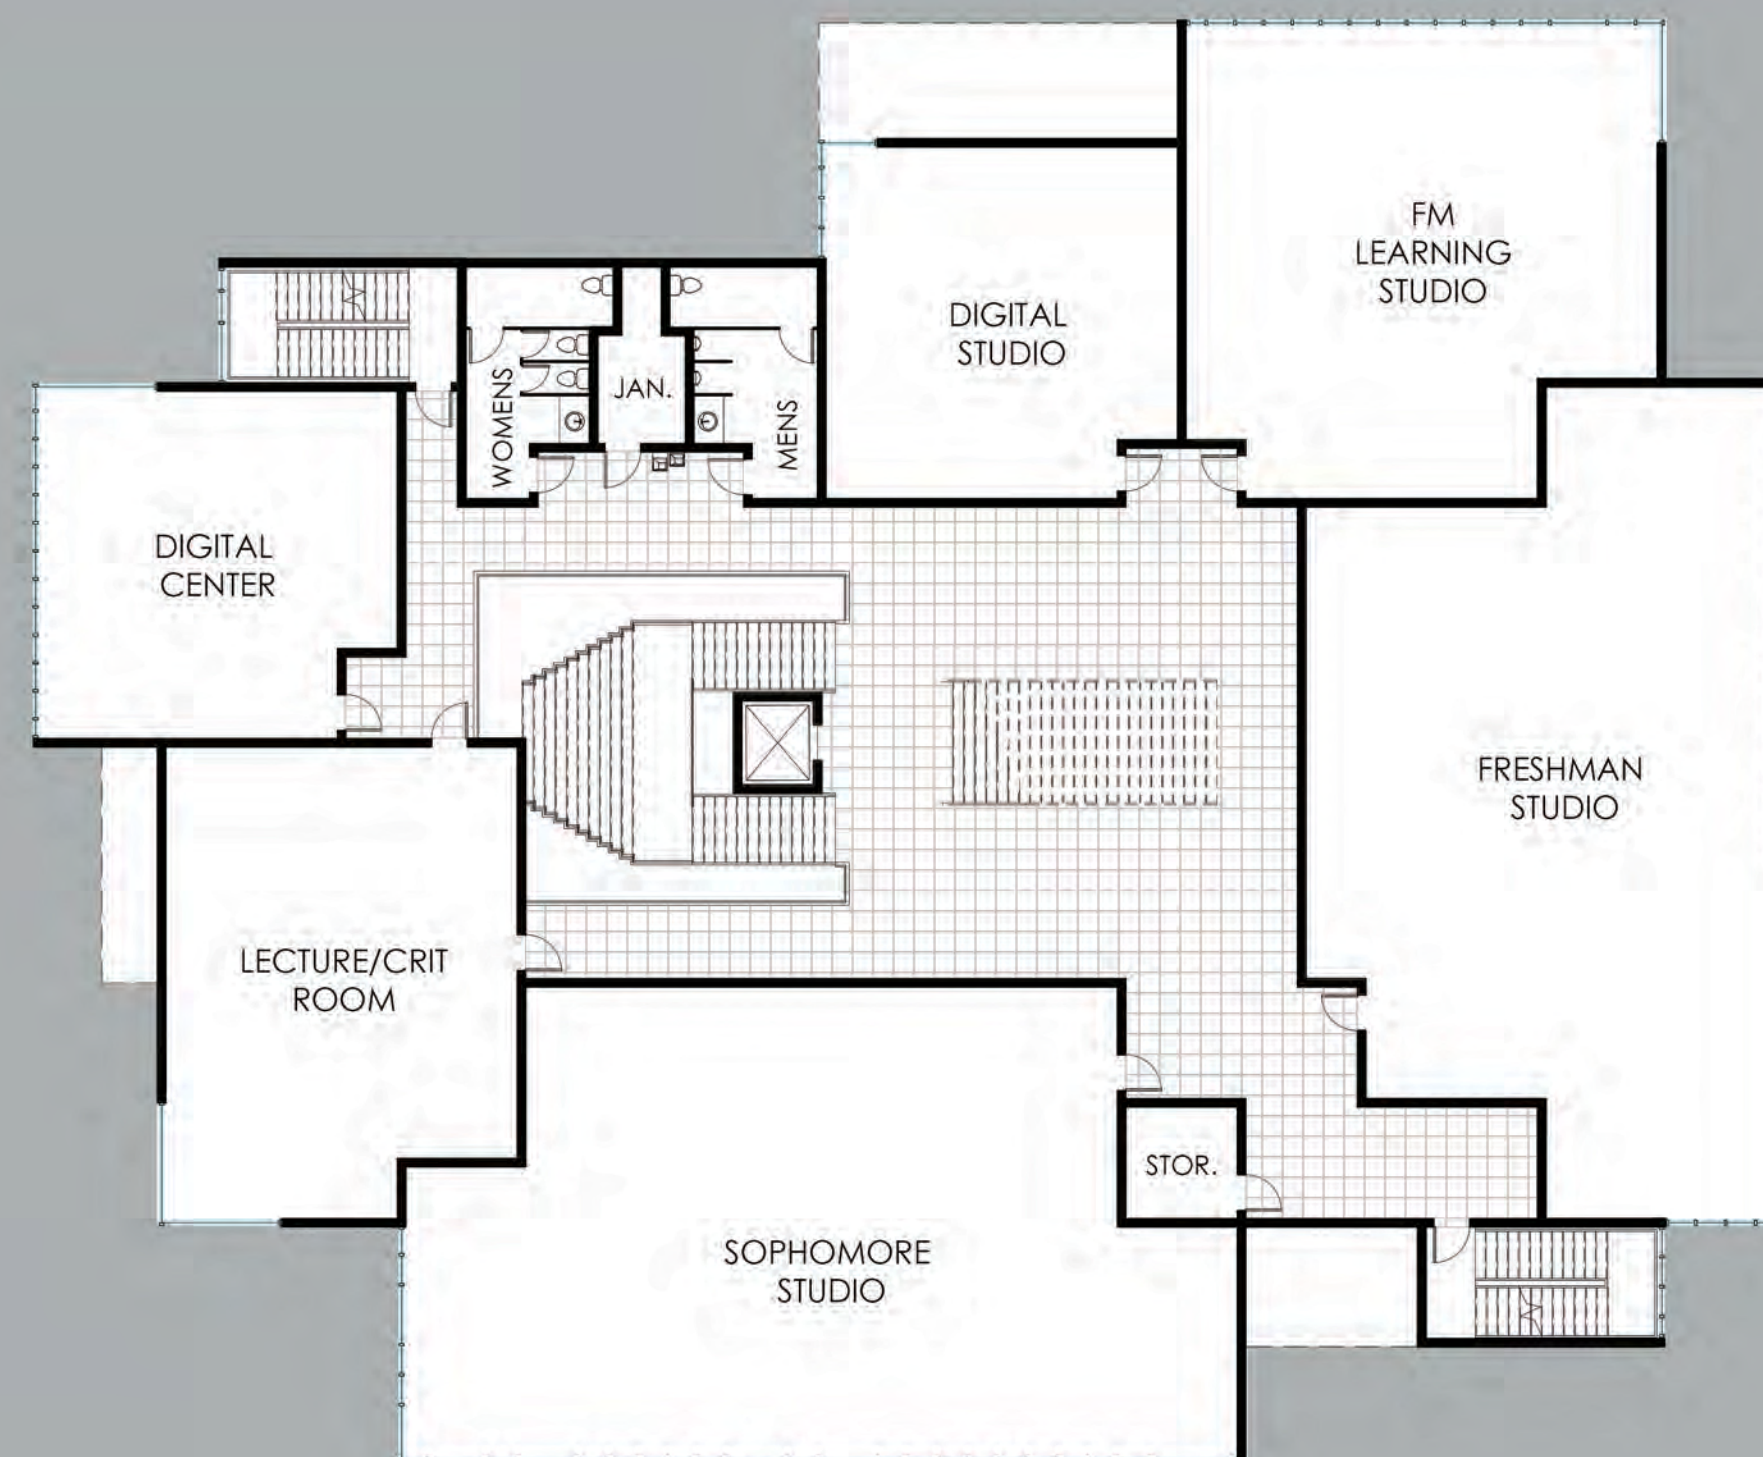 FM
LEARNING
STUDIO
DIGITAL
STUDIO
WOMENS
JAN.
MENS
DIGITAL
CENTER
FRESHMAN
STUDIO
LECTURE/CRIT
ROOM
STOR.
SOPHOMORE
STUDIO